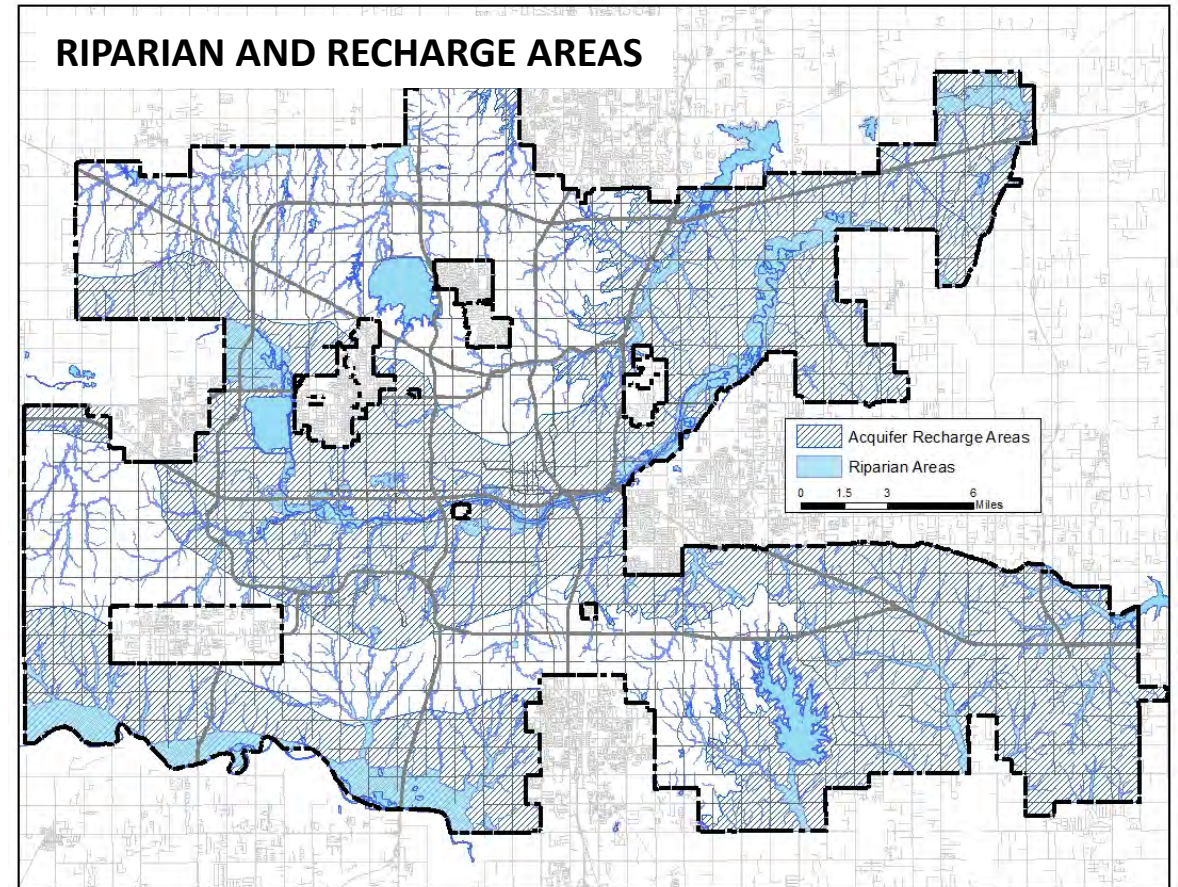 RIPARIAN AND RECHARGE AREAS
Acquifer Recharge Areas
Riparian Areas
0 1.5 3 6
Miles